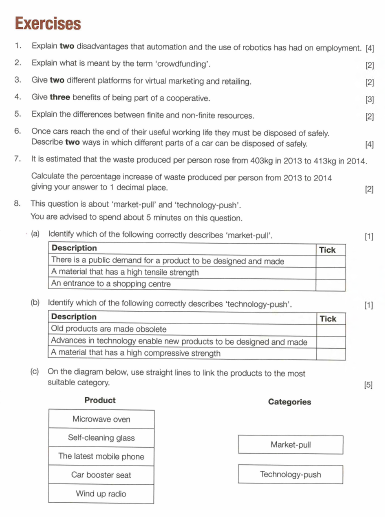 Exercises
1. Explain two disadvantages that automation and the use of robotics has had on employment. [4]
2. Explain what is meant by the term 'crowdfunding'. [2]
3. Give two different platforms for virtual marketing and retailing. [2]
4. Give three benefits of being part of a cooperative. [3]
5. Explain the differences between finite and non-finite resources. [2]
6. Once cars reach the end of their useful working life they must be disposed of safely.
Describe two ways in which different parts of a car can be disposed of safely. [4]
7. It is estimated that the waste produced per person rose from 403kg in 2013 to 413kg in 2014.
Calculate the percentage increase of waste produced per person from 2013 to 2014
giving your answer to 1 decimal place. [2]
8. This question is about 'market-pull' and 'technology-push'.
You are advised to spend about 5 minutes on this question.
(a) Identify which of the following correctly describes 'market-pull'. [1]
Description Tick
There is a public demand for a product to be designed and made
A material that has a high tensile strength
An entrance to a shopping centre
(b) Identify which of the following correctly describes 'technology-push'. [1]
Description Tick
Old products are made obsolete
Advances in technology enable new products to be designed and made
A material that has a high compressive strength
(c) On the diagram below, use straight lines to link the products to the most
suitable category. [5]
Product Categories
Microwave oven
Self-cleaning glass
Market-pull
The latest mobile phone
Car booster seat
Technology-push
Wind up radio